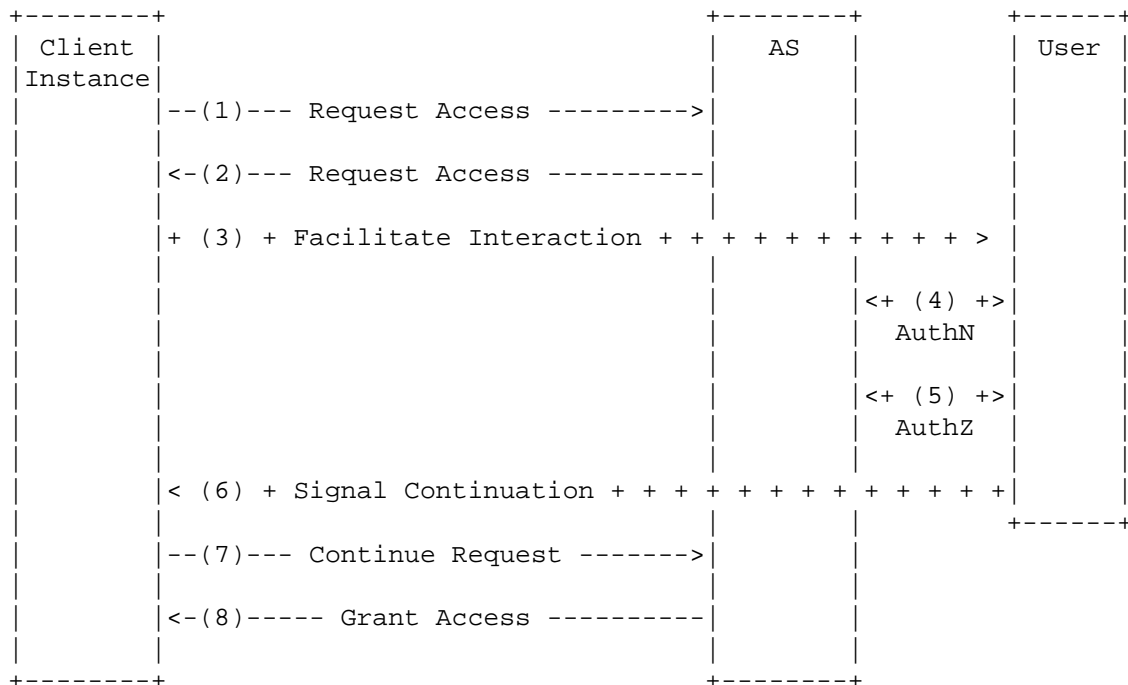 Client AS User
Instance
--(1)--- Request Access --------->
<-(2)--- Request Access ----------
+ (3) + Facilitate Interaction + + + + + + + + + + >
<+ (4) +>
AuthN
<+ (5) +>
AuthZ
< (6) + Signal Continuation + + + + + + + + + + + + +
--(7)--- Continue Request ------->
<-(8)----- Grant Access ----------